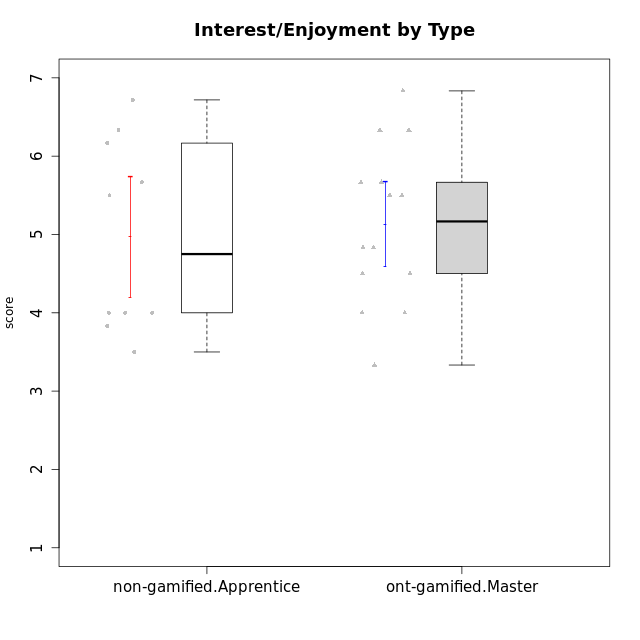 Interest/Enjoyment by Type
7
6
5
4
3
2
1
score
non-gamified.Apprentice
ont-gamified.Master